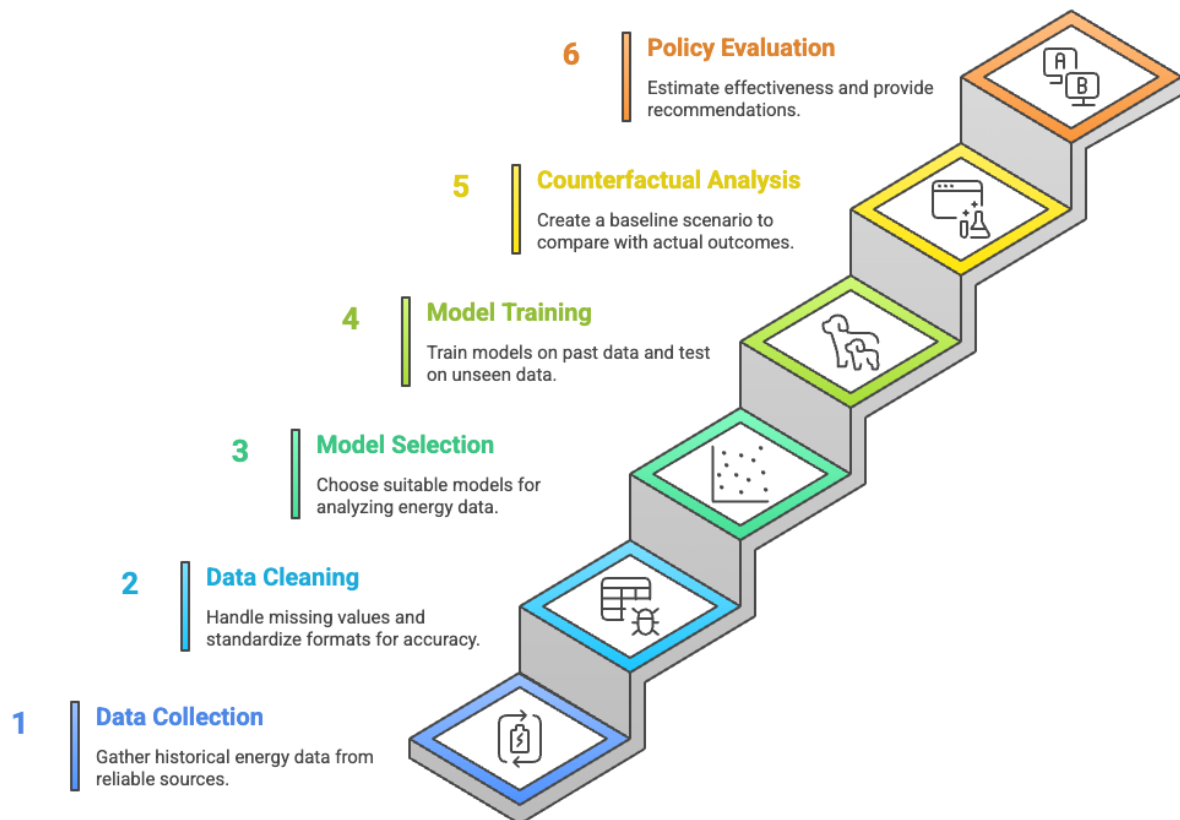 6
Policy Evaluation
Estimate effectiveness and provide
recommendations.
A
B
5
Counterfactual Analysis
Create a baseline scenario to
compare with actual outcomes.
4
Model Training
Train models on past data and test
on unseen data.
3
Model Selection
Choose suitable models for
analyzing energy data.
2
Data Cleaning
Handle missing values and
standardize formats for accuracy.
1
Data Collection
Gather historical energy data from
reliable sources.